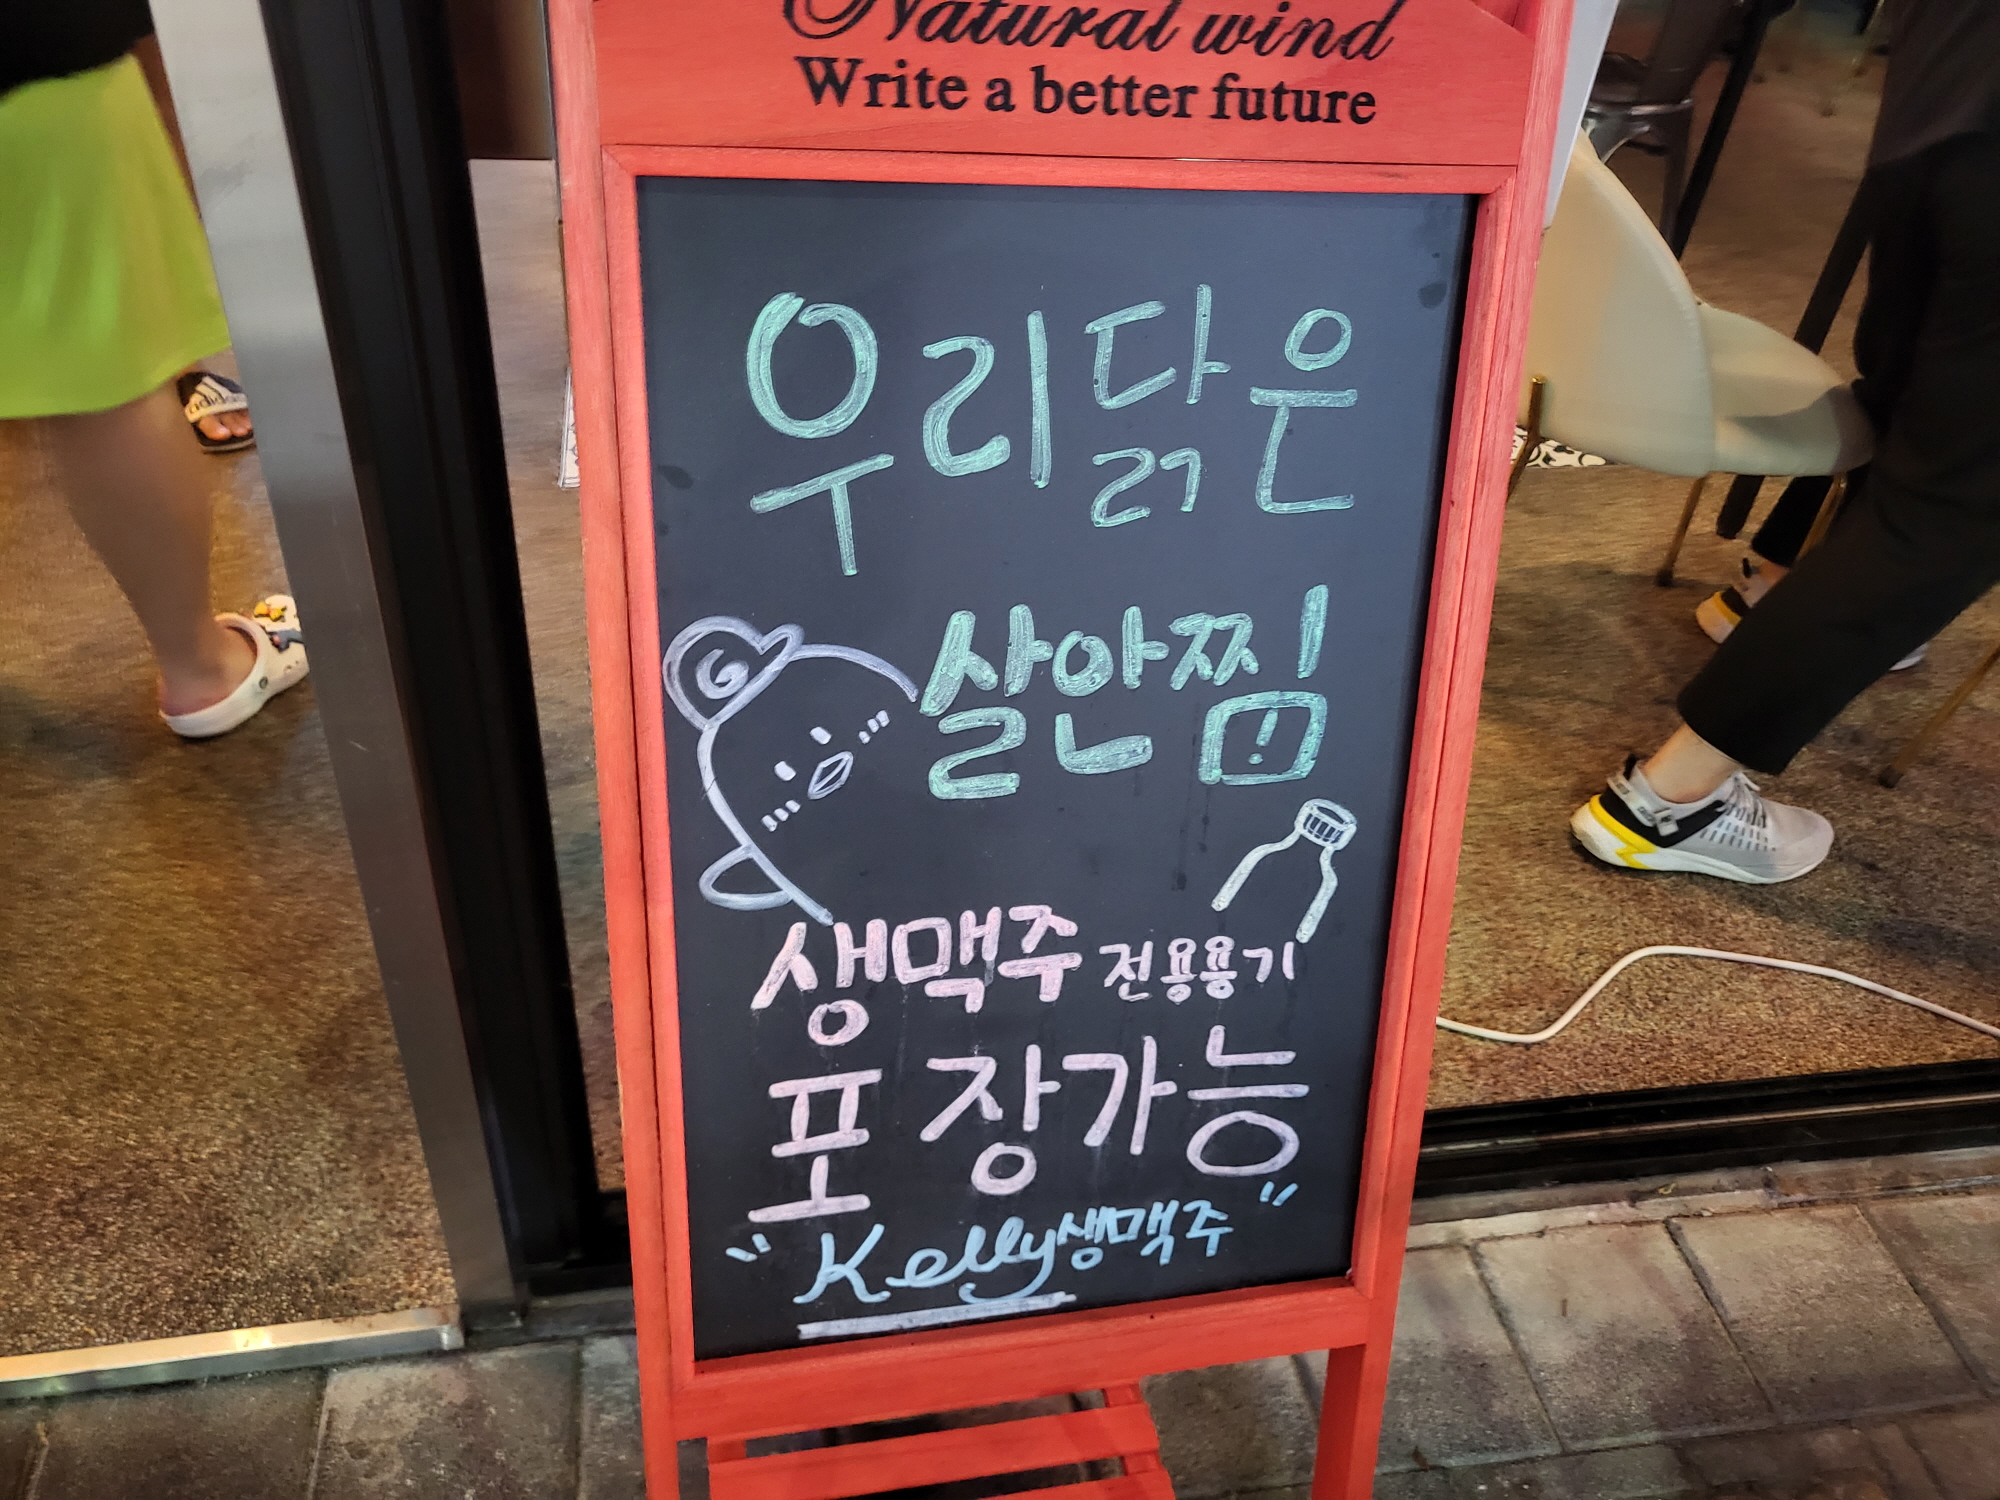 Natural wind
Write a better future
우리닭은
살안찜!
생맥주 전용용기
포장가능
"Kelly생맥주"
adidas